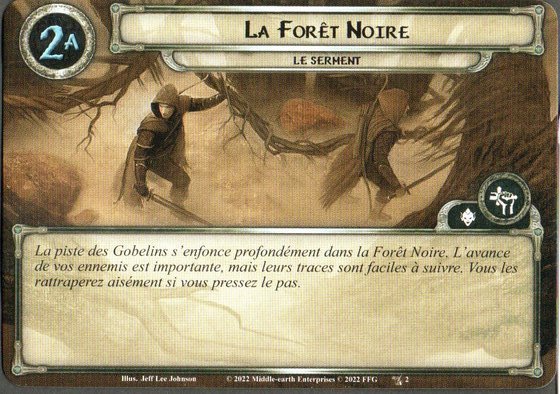 2A
LA FORÊT NOIRE
LE SERMENT
La piste des Gobelins s'enfonce profondément dans la Forêt Noire. L'avance
de vos ennemis est importante, mais leurs traces sont faciles à suivre. Vous les
rattraperez aisément si vous pressez le pas.
Illus. Jeff Lee Johnson © 2022 Middle-earth Enterprises © 2022 FFG 2